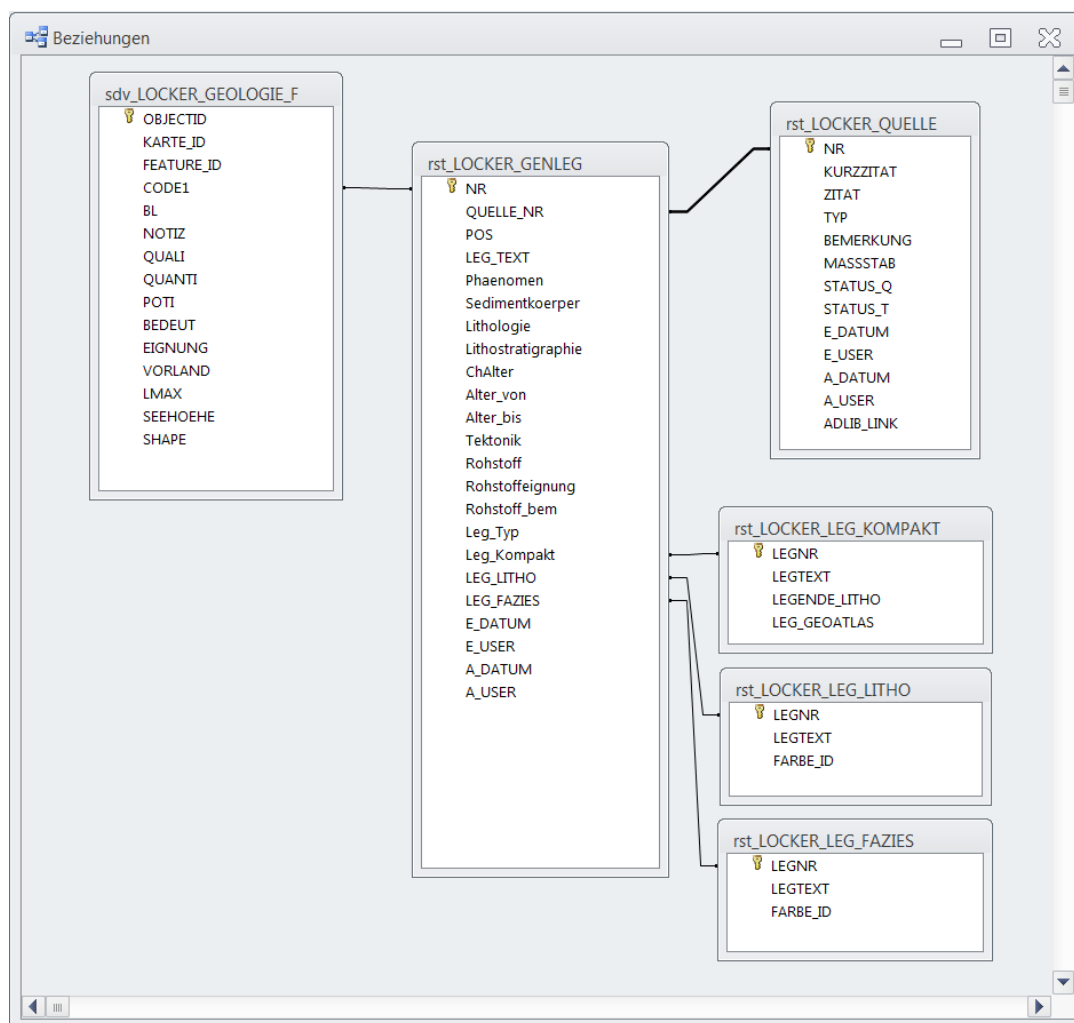 Beziehungen
sdv_LOCKER_GEOLOGIE_F
OBJECTID
KARTE_ID
FEATURE_ID
CODE1
BL
NOTIZ
QUALI
QUANTI
POTI
BEDEUT
EIGNUNG
VORLAND
LMAX
SEEHOEHE
SHAPE
rst_LOCKER_GENLEG
NR
QUELLE_NR
POS
LEG_TEXT
Phaenomen
Sedimentkoerper
Lithologie
Lithostratigraphie
ChAlter
Alter_von
Alter_bis
Tektonik
Rohstoff
Rohstoffeignung
Rohstoff_bem
Leg_Typ
Leg_Kompakt
LEG_LITHO
LEG_FAZIES
E_DATUM
E_USER
A_DATUM
A_USER
rst_LOCKER_QUELLE
NR
KURZZITAT
ZITAT
TYP
BEMERKUNG
MASSSTAB
STATUS_Q
STATUS_T
E_DATUM
E_USER
A_DATUM
A_USER
ADLIB_LINK
rst_LOCKER_LEG_KOMPAKT
LEGNR
LEGTEXT
LEGENDE_LITHO
LEG_GEOATLAS
rst_LOCKER_LEG_LITHO
LEGNR
LEGTEXT
FARBE_ID
rst_LOCKER_LEG_FAZIES
LEGNR
LEGTEXT
FARBE_ID